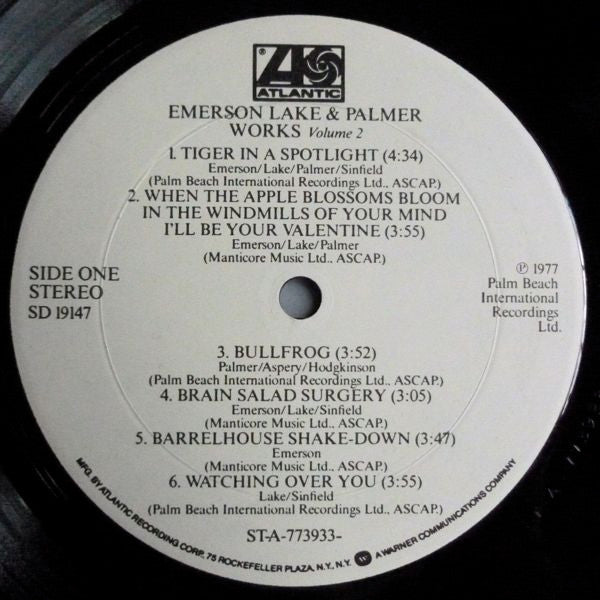 ATLANTIC
EMERSON LAKE & PALMER
WORKS Volume 2
1. TIGER IN A SPOTLIGHT (4:34)
Emerson/Lake/Palmer/Sinfield
(Palm Beach International Recordings Ltd., ASCAP.)
2. WHEN THE APPLE BLOSSOMS BLOOM
IN THE WINDMILLS OF YOUR MIND
I'LL BE YOUR VALENTINE (3:55)
Emerson/Lake/Palmer
(Manticore Music Ltd., ASCAP.)
SIDE ONE
STEREO
SD 19147
℗ 1977
Palm Beach
International
Recordings
Ltd.
3. BULLFROG (3:52)
Palmer/Aspery/Hodgkinson
(Palm Beach International Recordings Ltd., ASCAP.)
4. BRAIN SALAD SURGERY (3:05)
Emerson/Lake/Sinfield
(Manticore Music Ltd., ASCAP.)
5. BARRELHOUSE SHAKE-DOWN (3:47)
Emerson
(Manticore Music Ltd., ASCAP.)
6. WATCHING OVER YOU (3:55)
Lake/Sinfield
(Palm Beach International Recordings Ltd., ASCAP.)
ST-A-773933-
MFG. BY ATLANTIC RECORDING CORP., 75 ROCKEFELLER PLAZA, N.Y., N.Y. A WARNER COMMUNICATIONS COMPANY